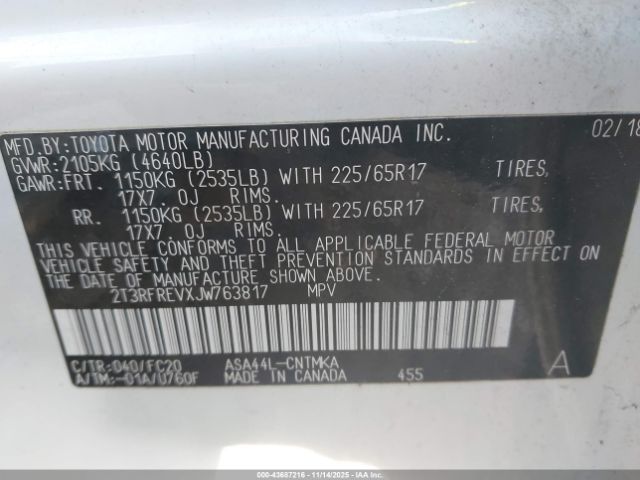 MFD.BY:TOYOTA MOTOR MANUFACTURING CANADA INC. 02/18
GVWR:2105KG (4640LB)
GAWR:FRT. 1150KG (2535LB) WITH 225/65R17 TIRES,
17X7.0J RIMS.
RR. 1150KG (2535LB) WITH 225/65R17 TIRES,
17X7.0J RIMS.
THIS VEHICLE CONFORMS TO ALL APPLICABLE FEDERAL MOTOR
VEHICLE SAFETY AND THEFT PREVENTION STANDARDS IN EFFECT ON
THE DATE OF MANUFACTURE SHOWN ABOVE.
2T3RFREVXJW763817 MPV
C/TR:040/FC20 ASA44L-CNTMKA
A/TM:-01A/U760F MADE IN CANADA 455 A
000-43687216 - 11/14/2025 - IAAI.COM